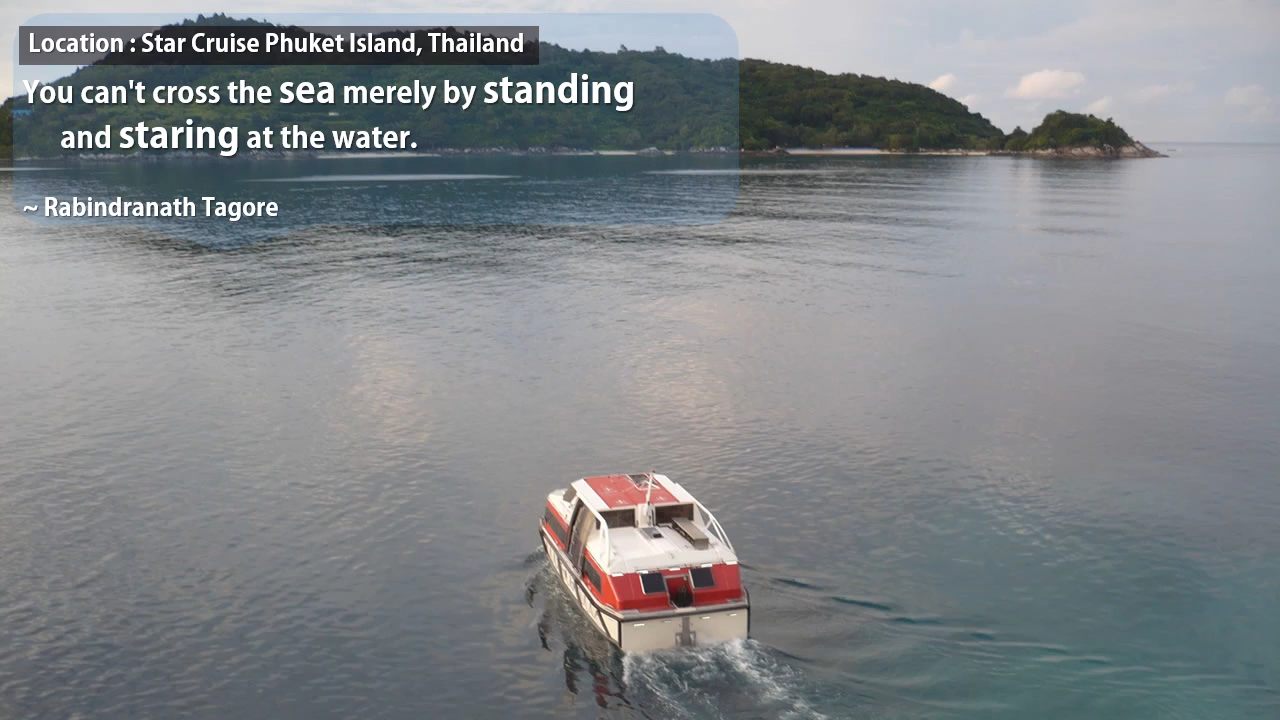 Location : Star Cruise Phuket Island, Thailand
You can't cross the sea merely by standing
and staring at the water.
~ Rabindranath Tagore